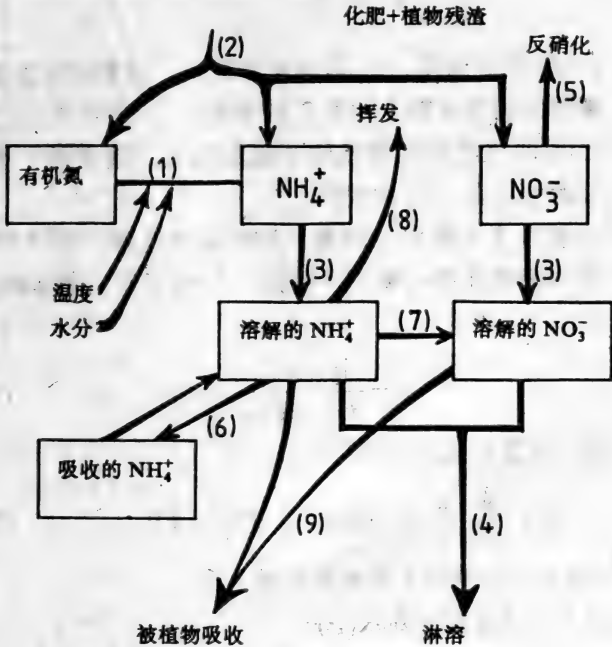 化肥+植物残渣
(2)
反硝化
(5)
挥发
有机氮
(1)
NH₄⁺
NO₃⁻
(8)
(3)
(3)
温度
水分
溶解的 NH₄⁺
(7)
溶解的 NO₃⁻
(6)
吸收的 NH₄⁺
(9)
(4)
被植物吸收
淋溶